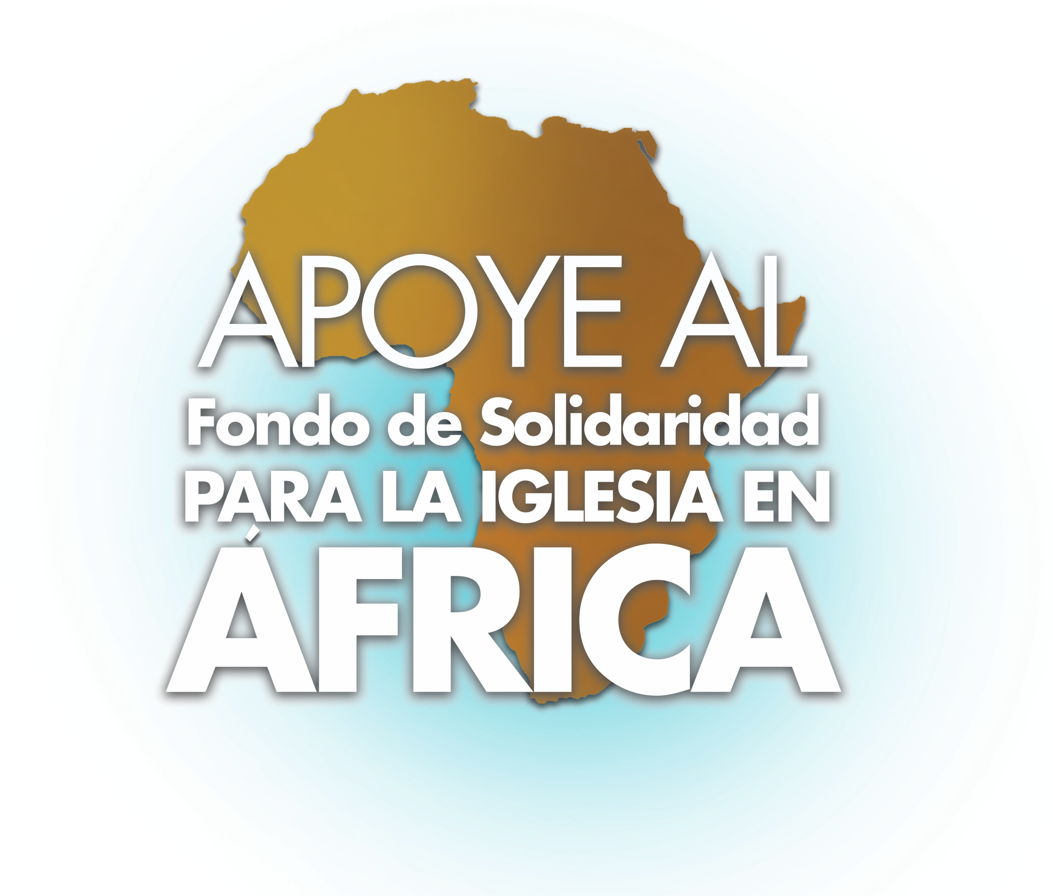 APOYE AL
Fondo de Solidaridad
PARA LA IGLESIA EN
ÁFRICA